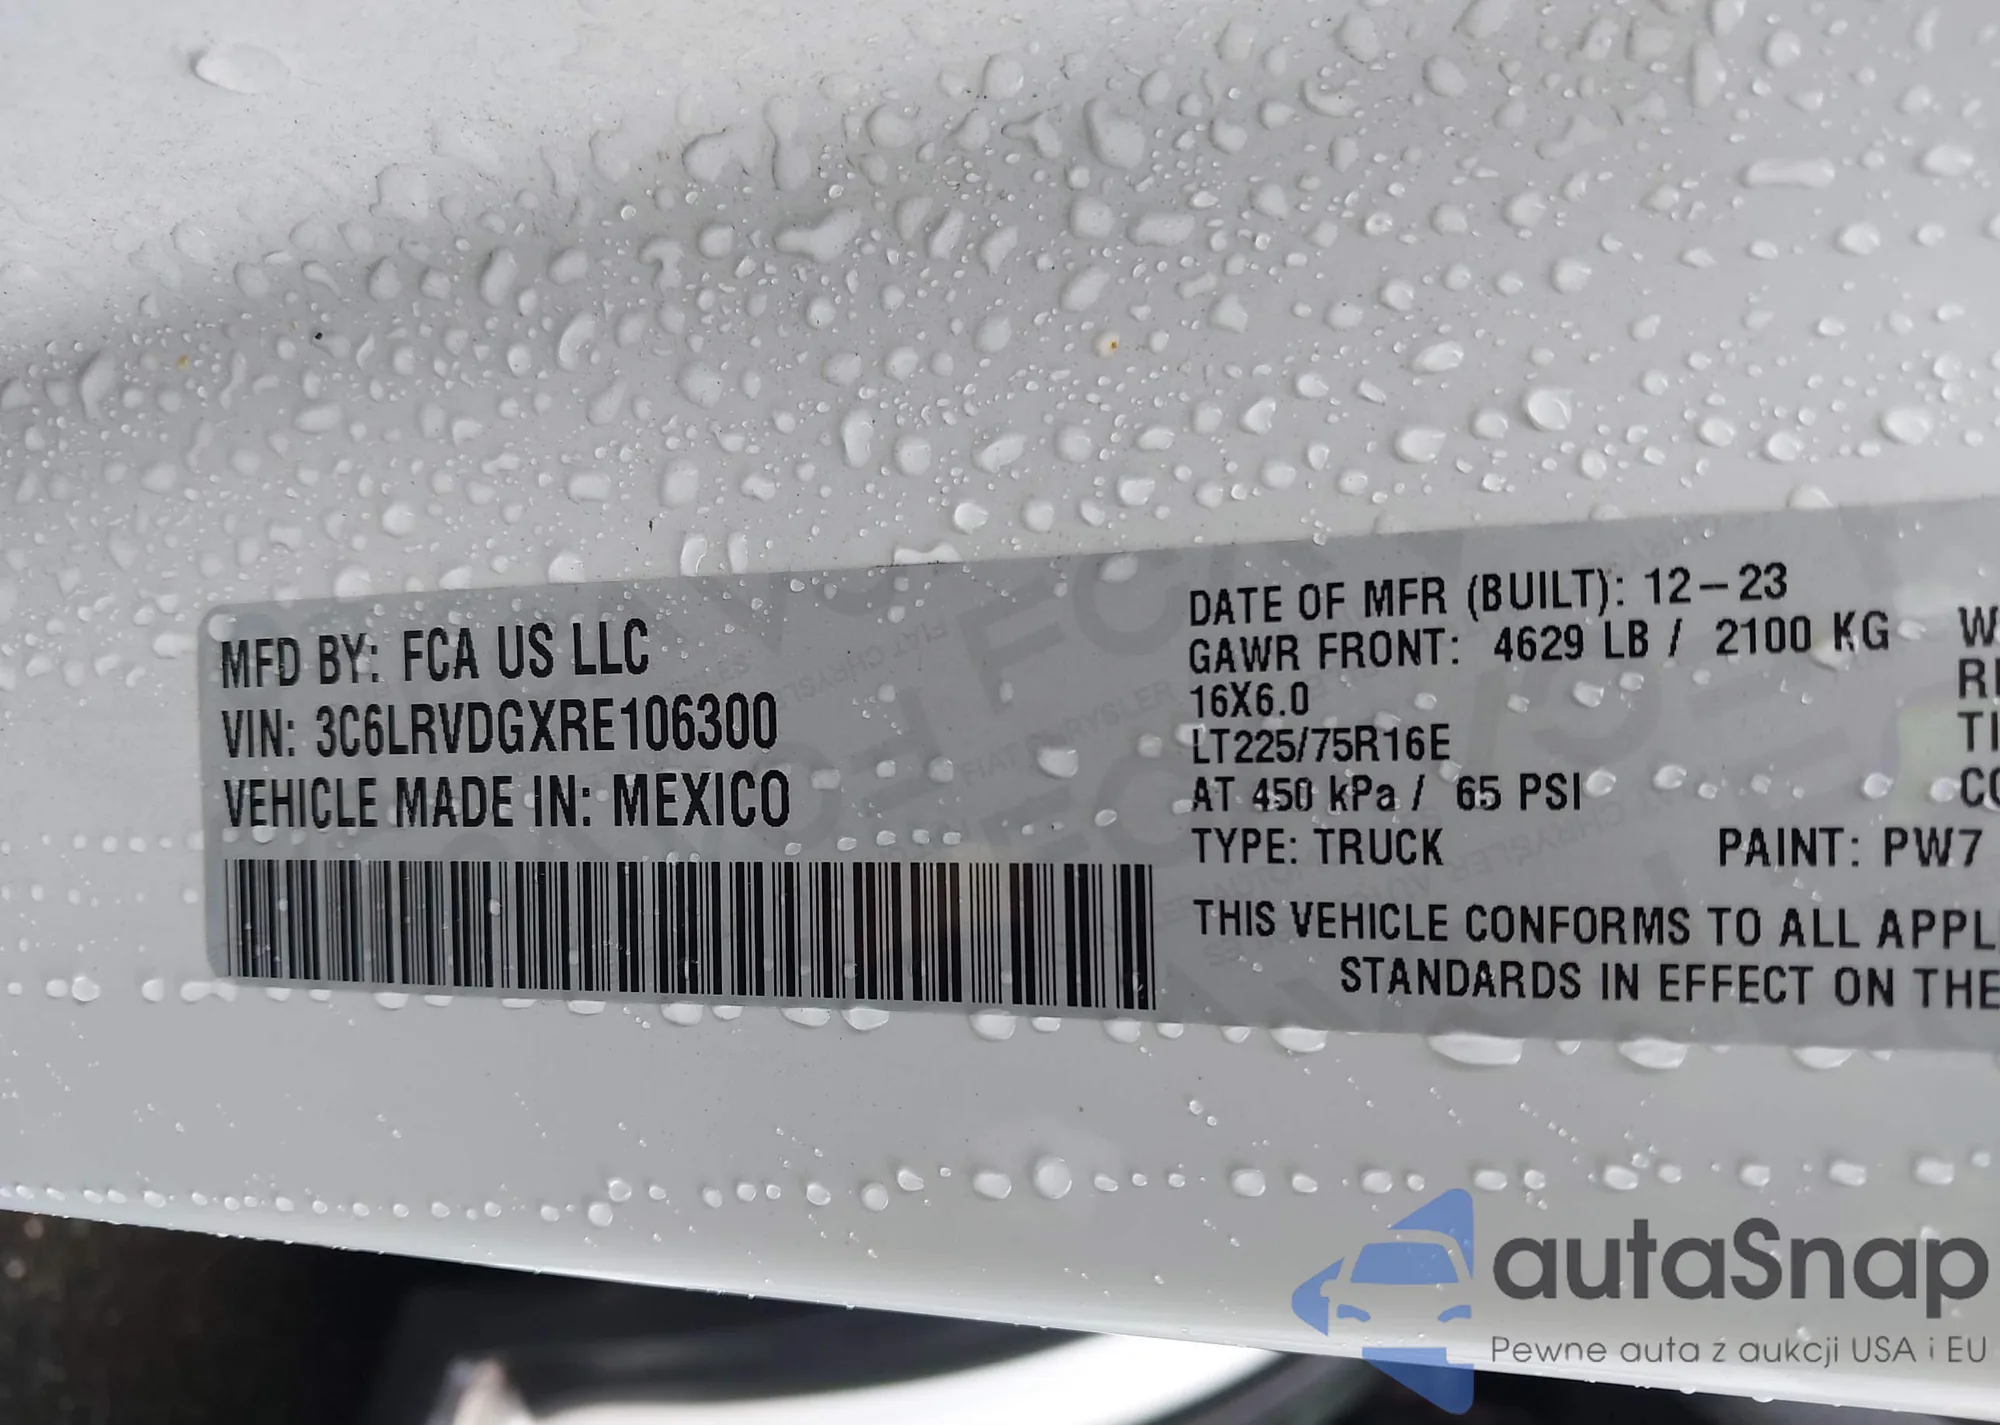 MFD BY: FCA US LLC
VIN: 3C6LRVDGXRE106300
VEHICLE MADE IN: MEXICO
DATE OF MFR (BUILT): 12-23
GAWR FRONT: 4629 LB / 2100 KG
16X6.0
LT225/75R16E
AT 450 kPa / 65 PSI
TYPE: TRUCK PAINT: PW7
THIS VEHICLE CONFORMS TO ALL APPL
STANDARDS IN EFFECT ON THE
autaSnap
Pewne auta z aukcji USA i EU